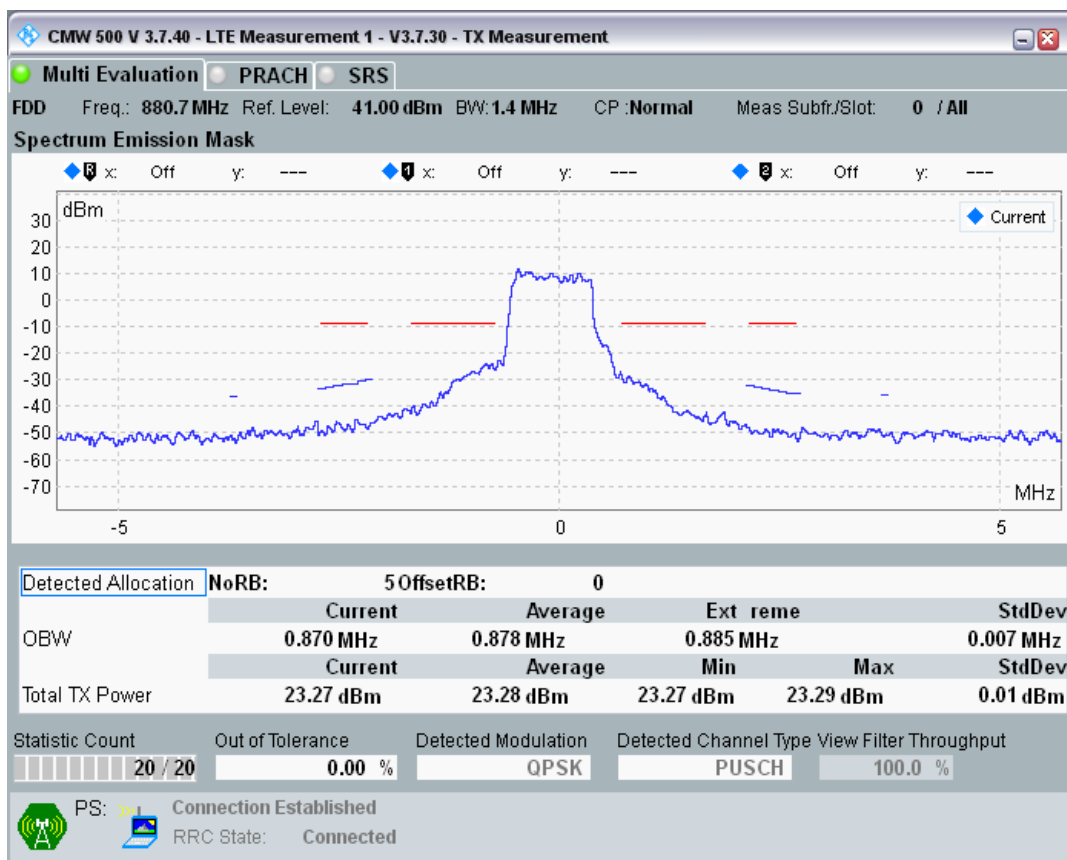 CMW 500 V 3.7.40 - LTE Measurement 1 - V3.7.30 - TX Measurement
Multi Evaluation PRACH SRS
FDD Freq.: 880.7 MHz Ref. Level: 41.00 dBm BW: 1.4 MHz CP :Normal Meas Subfr./Slot: 0 / All
Spectrum Emission Mask
R x: Off y: --- 1 x: Off y: --- 2 x: Off y: ---
dBm
Current
30
20
10
0
-10
-20
-30
-40
-50
-60
-70
MHz
-5 0 5
Detected Allocation NoRB: 5 OffsetRB: 0
Current Average Ext reme StdDev
OBW 0.870 MHz 0.878 MHz 0.885 MHz 0.007 MHz
Current Average Min Max StdDev
Total TX Power 23.27 dBm 23.28 dBm 23.27 dBm 23.29 dBm 0.01 dBm
Statistic Count Out of Tolerance Detected Modulation Detected Channel Type View Filter Throughput
20 / 20 0.00 % QPSK PUSCH 100.0 %
PS: Connection Established
RRC State: Connected